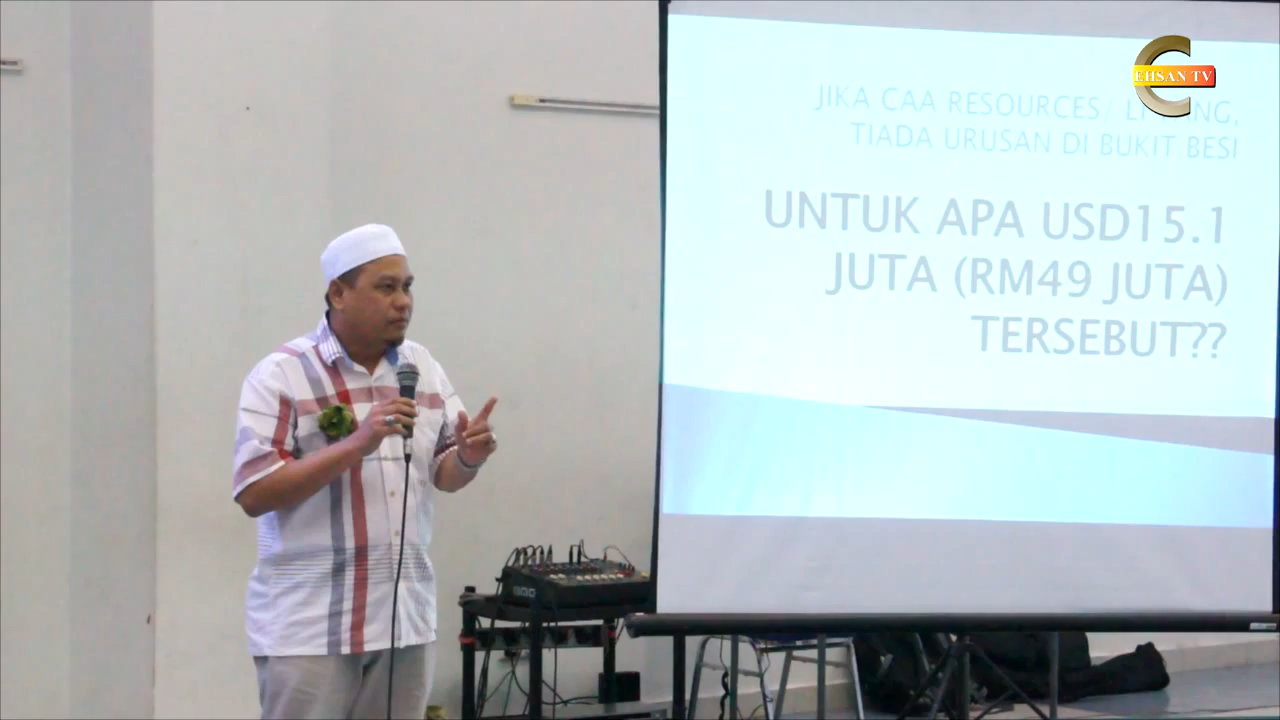 EHSAN TV
JIKA CAA RESOURCES/
TIADA URUSAN DI BUKIT BESI
UNTUK APA USD15.1
JUTA (RM49 JUTA)
TERSEBUT??